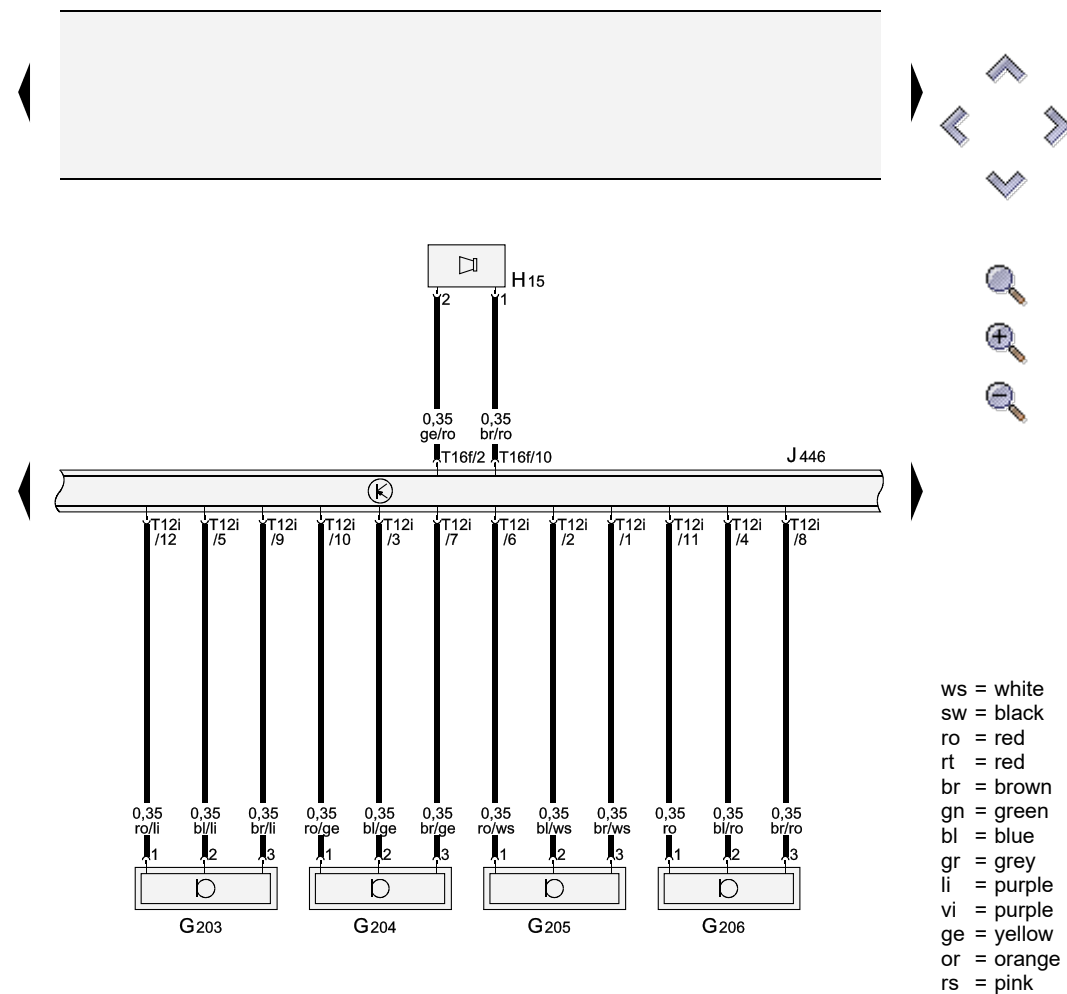 H15
2 1
0,35 0,35
ge/ro br/ro
T16f/2 T16f/10
J446
T12i T12i T12i T12i T12i T12i T12i T12i T12i T12i T12i T12i
/12 /5 /9 /10 /3 /7 /6 /2 /1 /11 /4 /8
0,35 0,35 0,35 0,35 0,35 0,35 0,35 0,35 0,35 0,35 0,35 0,35
ro/li bl/li br/li ro/ge bl/ge br/ge ro/ws bl/ws br/ws ro bl/ro br/ro
1 2 3 1 2 3 1 2 3 1 2 3
G203 G204 G205 G206
ws = white
sw = black
ro = red
rt = red
br = brown
gn = green
bl = blue
gr = grey
li = purple
vi = purple
ge = yellow
or = orange
rs = pink